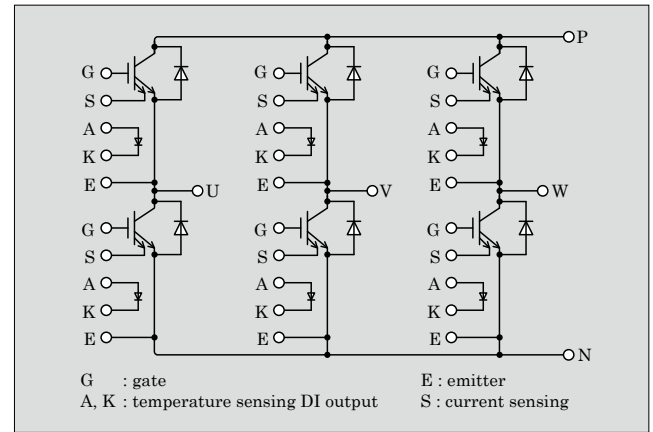 P
G G G
S S S
A A A
K K K
E E E
U V W
G G G
S S S
A A A
K K K
E E E
N
G : gate E : emitter
A, K : temperature sensing DI output S : current sensing